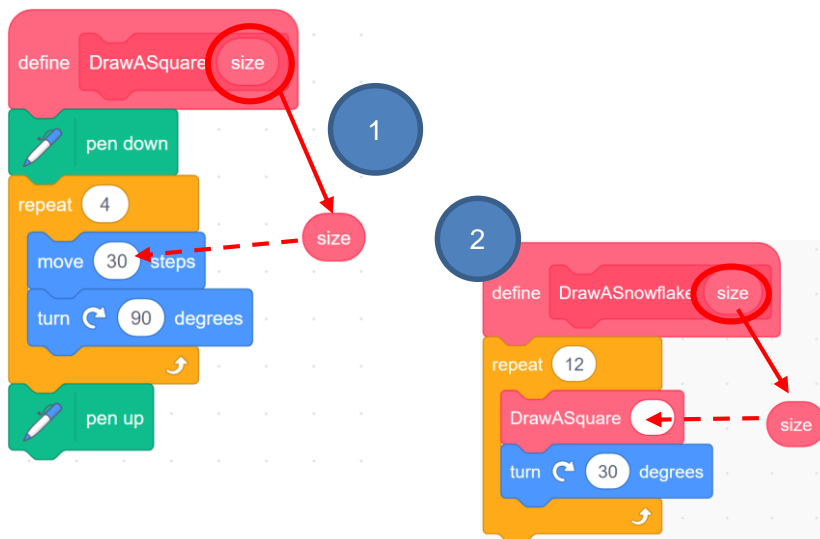 define DrawASquare size
pen down
1
repeat 4
size
move 30 steps
turn 90 degrees
pen up
2
define DrawASnowflake size
repeat 12
DrawASquare
size
turn 30 degrees